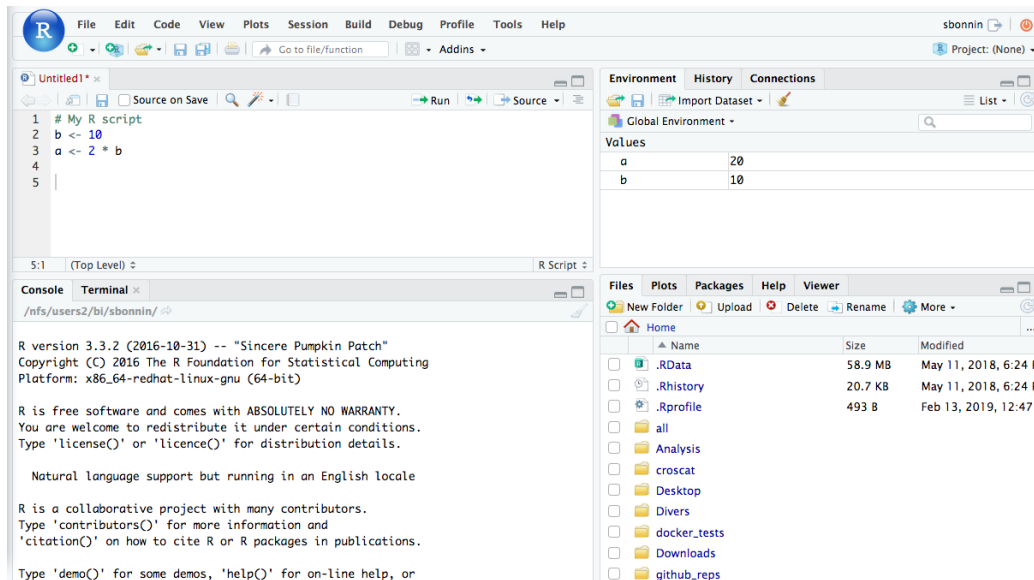 R File Edit Code View Plots Session Build Debug Profile Tools Help sbonnin
Go to file/function Addins Project: (None)
Untitled1*
Source on Save Run Source
1 # My R script
2 b <- 10
3 a <- 2 * b
4
5
5:1 (Top Level) R Script
Console Terminal
/nfs/users2/bi/sbonnin/
R version 3.3.2 (2016-10-31) -- "Sincere Pumpkin Patch"
Copyright (C) 2016 The R Foundation for Statistical Computing
Platform: x86_64-redhat-linux-gnu (64-bit)
R is free software and comes with ABSOLUTELY NO WARRANTY.
You are welcome to redistribute it under certain conditions.
Type 'license()' or 'licence()' for distribution details.
Natural language support but running in an English locale
R is a collaborative project with many contributors.
Type 'contributors()' for more information and
'citation()' on how to cite R or R packages in publications.
Type 'demo()' for some demos, 'help()' for on-line help, or
Environment History Connections
Import Dataset List
Global Environment
Values
a 20
b 10
Files Plots Packages Help Viewer
New Folder Upload Delete Rename More
Home ...
Name Size Modified
.RData 58.9 MB May 11, 2018, 6:24
.Rhistory 20.7 KB May 11, 2018, 6:24
.Rprofile 493 B Feb 13, 2019, 12:47
all
Analysis
croscat
Desktop
Divers
docker_tests
Downloads
github_reps